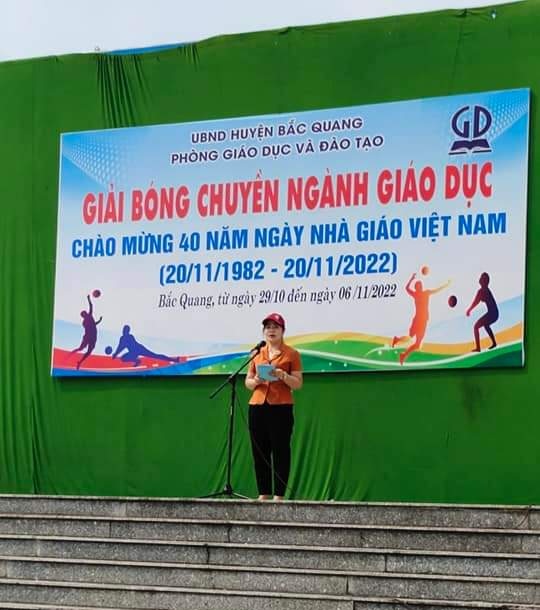 UBND HUYỆN BẮC QUANG
PHÒNG GIÁO DỤC VÀ ĐÀO TẠO
GD
GIẢI BÓNG CHUYỀN NGÀNH GIÁO DỤC
CHÀO MỪNG 40 NĂM NGÀY NHÀ GIÁO VIỆT NAM
(20/11/1982 - 20/11/2022)
Bắc Quang, từ ngày 29/10 đến ngày 06/11/2022